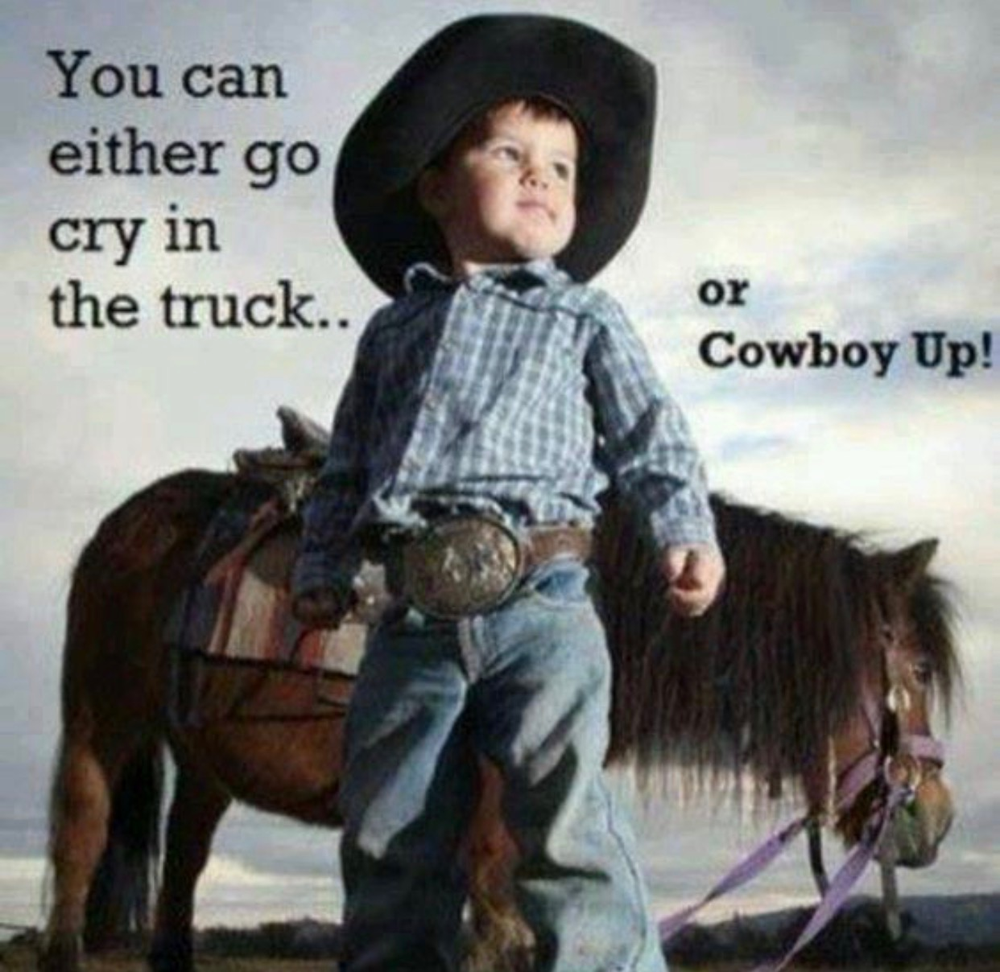 You can
either go
cry in
the truck..
or
Cowboy Up!